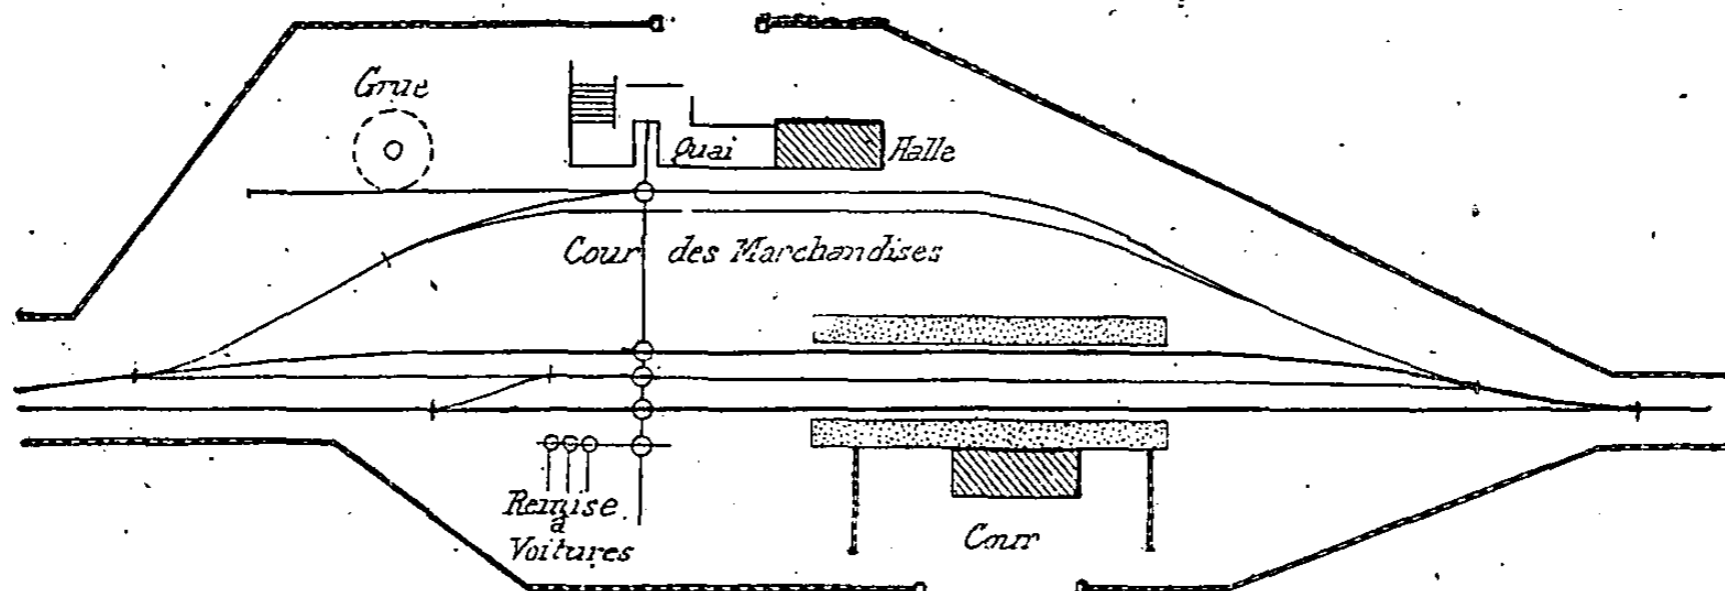 Grue
Quai
Halle
Cour des Marchandises
Remise
à
Voitures
Cour